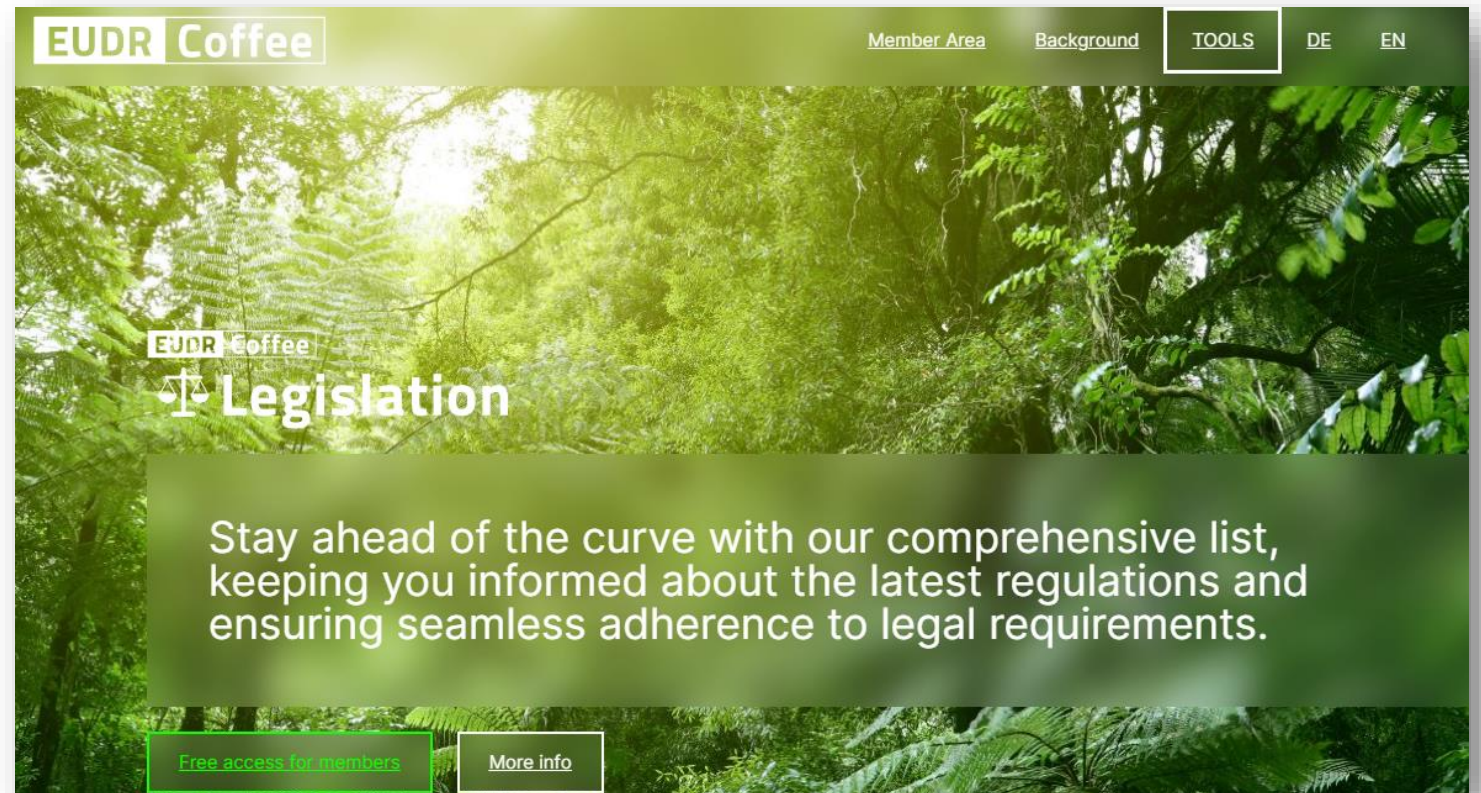 EUDR Coffee
Member Area Background TOOLS DE EN
EUDR Coffee
Legislation
Stay ahead of the curve with our comprehensive list,
keeping you informed about the latest regulations and
ensuring seamless adherence to legal requirements.
Free access for members More info